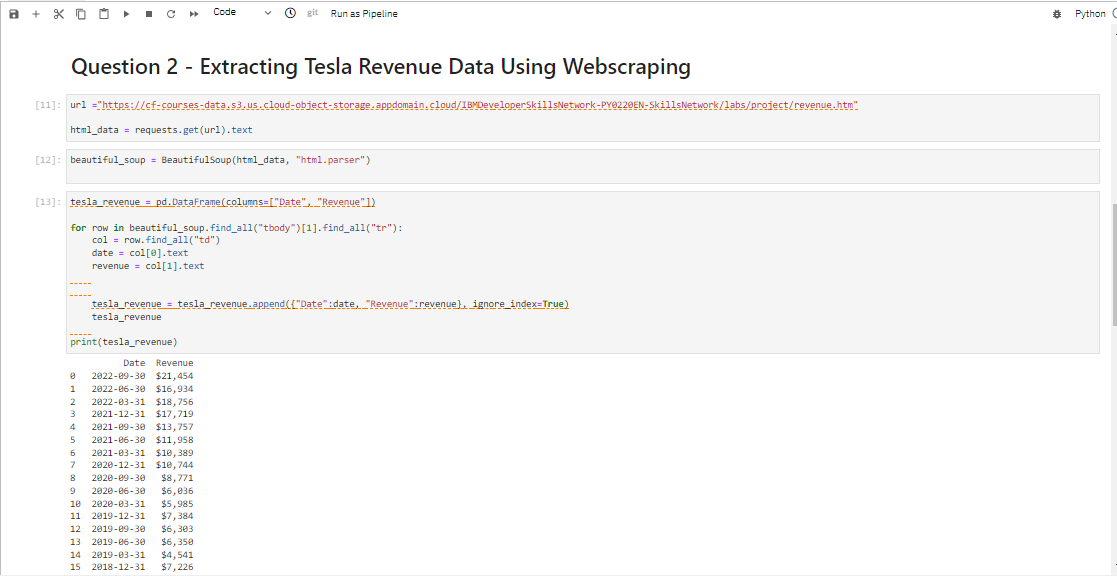 Code git Run as Pipeline Python
Question 2 - Extracting Tesla Revenue Data Using Webscraping
[11]: url ="https://cf-courses-data.s3.us.cloud-object-storage.appdomain.cloud/IBMDeveloperSkillsNetwork-PY0220EN-SkillsNetwork/labs/project/revenue.htm"
html_data = requests.get(url).text
[12]: beautiful_soup = BeautifulSoup(html_data, "html.parser")
[13]: tesla_revenue = pd.DataFrame(columns=["Date", "Revenue"])
for row in beautiful_soup.find_all("tbody")[1].find_all("tr"):
    col = row.find_all("td")
    date = col[0].text
    revenue = col[1].text
    tesla_revenue = tesla_revenue.append({"Date":date, "Revenue":revenue}, ignore_index=True)
    tesla_revenue
print(tesla_revenue)
Date Revenue
0 2022-09-30 $21,454
1 2022-06-30 $16,934
2 2022-03-31 $18,756
3 2021-12-31 $17,719
4 2021-09-30 $13,757
5 2021-06-30 $11,958
6 2021-03-31 $10,389
7 2020-12-31 $10,744
8 2020-09-30 $8,771
9 2020-06-30 $6,036
10 2020-03-31 $5,985
11 2019-12-31 $7,384
12 2019-09-30 $6,303
13 2019-06-30 $6,350
14 2019-03-31 $4,541
15 2018-12-31 $7,226